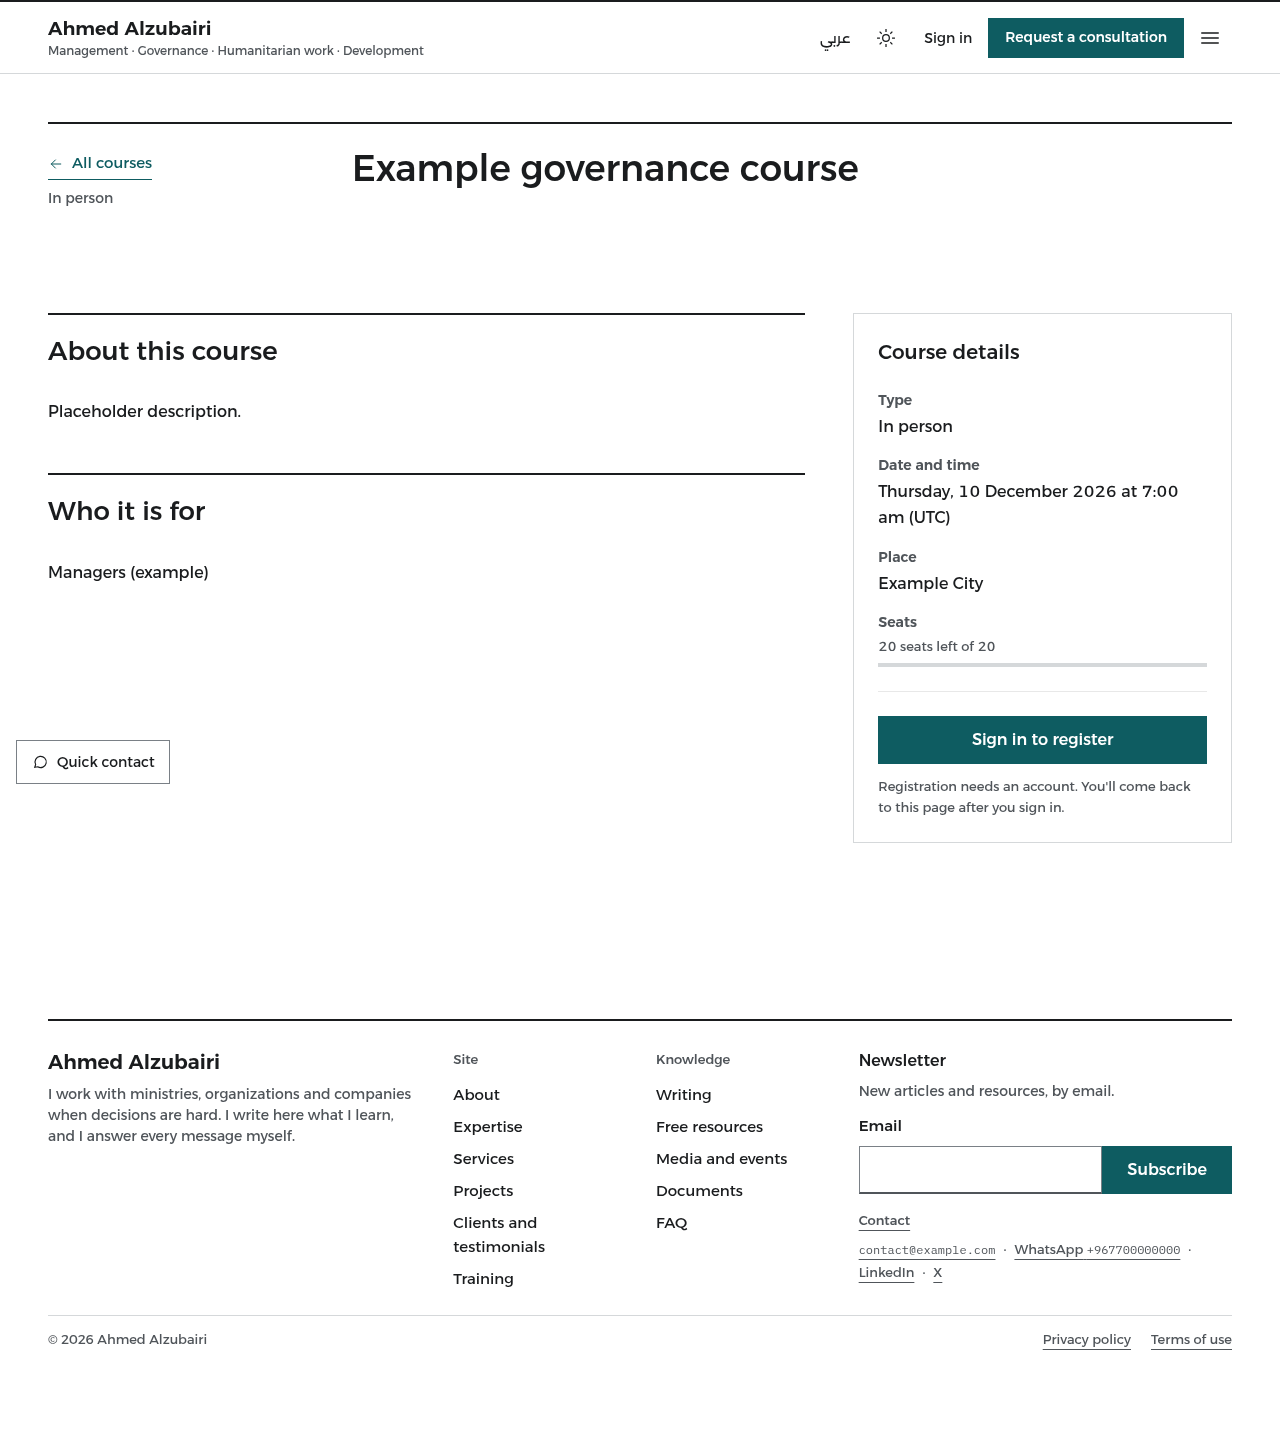 Ahmed Alzubairi
Management · Governance · Humanitarian work · Development
عربي
Sign in
Request a consultation
← All courses
In person
Example governance course
About this course
Placeholder description.
Who it is for
Managers (example)
Course details
Type
In person
Date and time
Thursday, 10 December 2026 at 7:00
am (UTC)
Place
Example City
Seats
20 seats left of 20
Sign in to register
Registration needs an account. You'll come back
to this page after you sign in.
Quick contact
Ahmed Alzubairi
I work with ministries, organizations and companies
when decisions are hard. I write here what I learn,
and I answer every message myself.
Site
About
Expertise
Services
Projects
Clients and
testimonials
Training
Knowledge
Writing
Free resources
Media and events
Documents
FAQ
Newsletter
New articles and resources, by email.
Email
Subscribe
Contact
contact@example.com · WhatsApp +967700000000 ·
LinkedIn · X
© 2026 Ahmed Alzubairi
Privacy policy
Terms of use